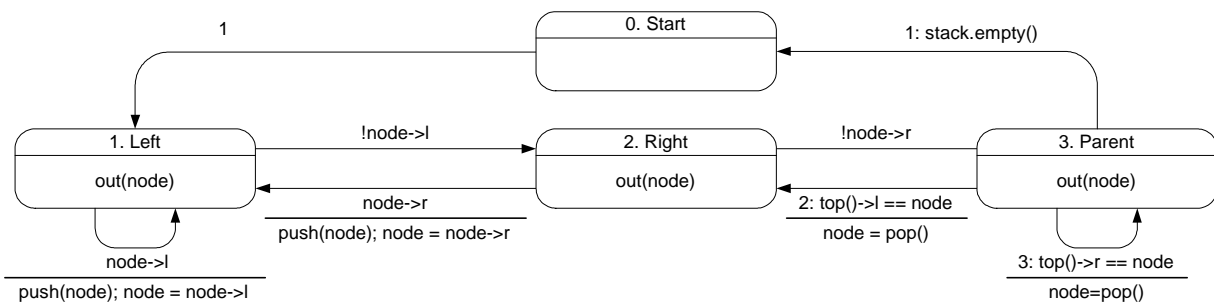 0. Start
1
1: stack.empty()
1. Left
out(node)
!node->l
2. Right
out(node)
!node->r
3. Parent
out(node)
node->r
push(node); node = node->r
2: top()->l == node
node = pop()
node->l
push(node); node = node->l
3: top()->r == node
node=pop()